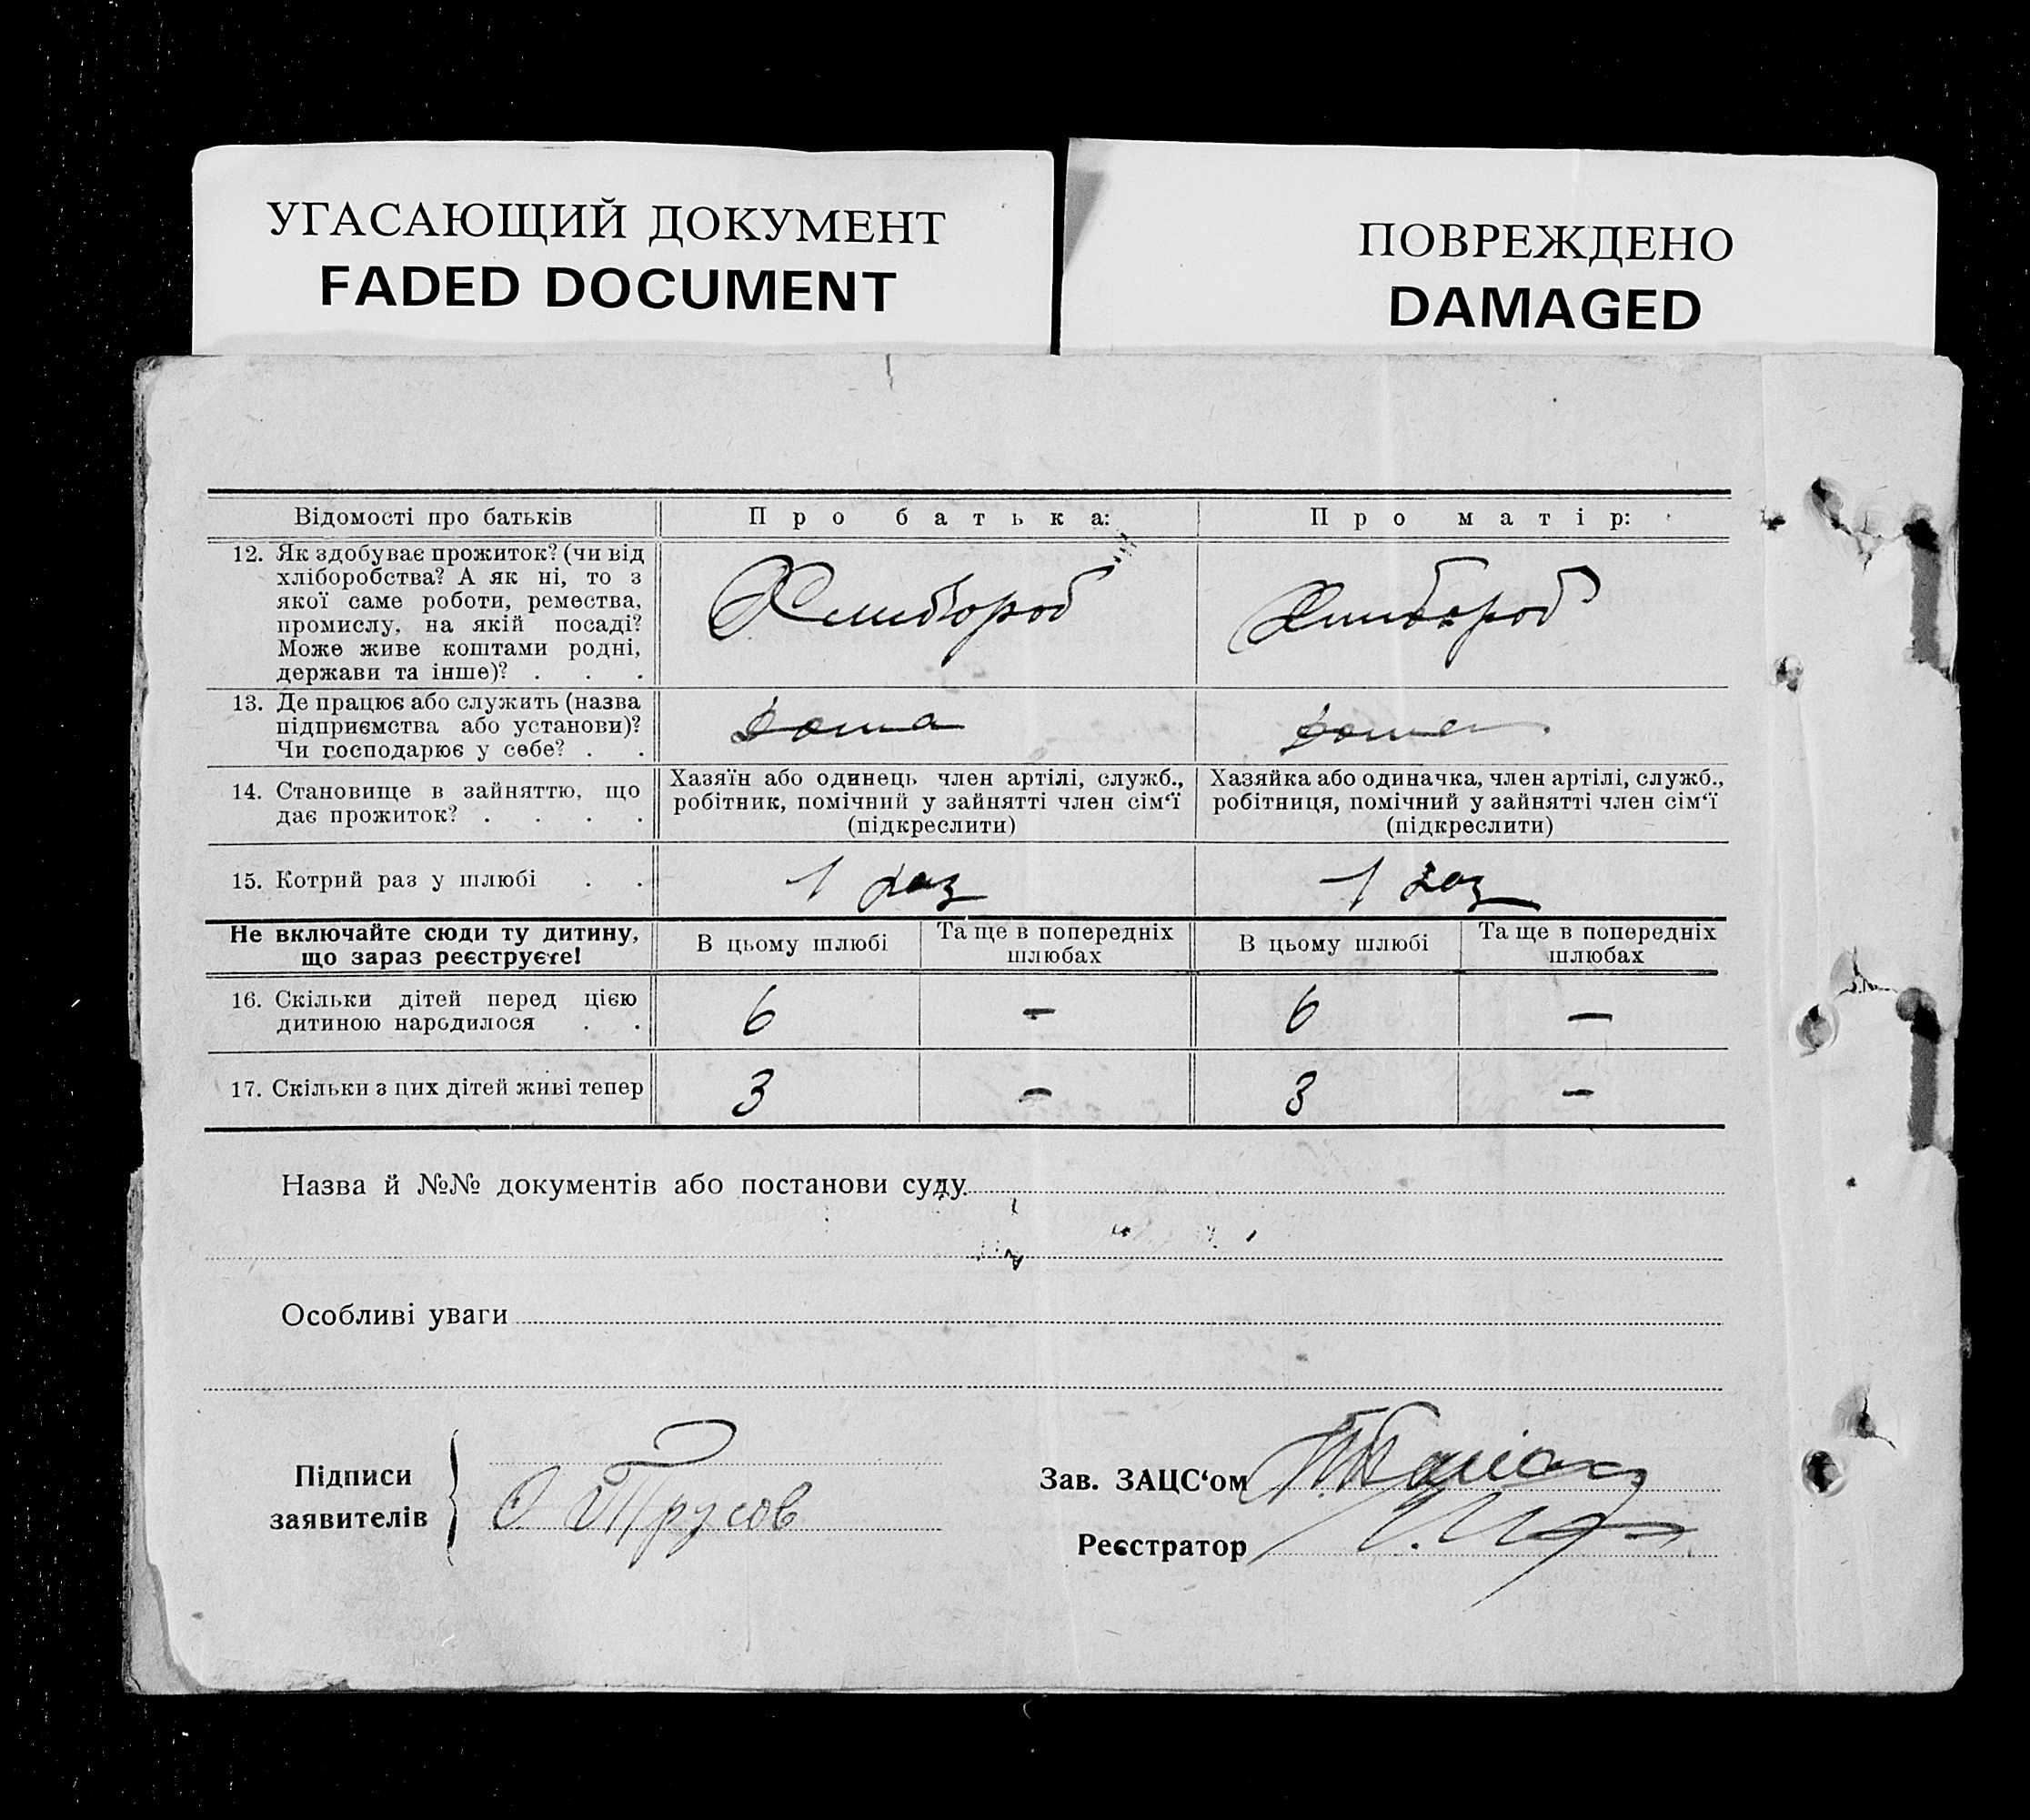 УГАСАЮЩИЙ ДОКУМЕНТ
FADED DOCUMENT
ПОВРЕЖДЕНО
DAMAGED
Відомості про батьків
Про батька:
Про матір:
12. Як здобуває прожиток? (чи від
хліборобства? А як ні, то з
якої саме роботи, ремества,
промислу, на якій посаді?
Може живе коштами родні,
держави та інше)? . . .
Хлибороб
Хлибороб
13. Де працює або служить (назва
підприємства або установи)?
Чи господарює у себе? . .
дома
дома
14. Становище в зайняттю, що
дає прожиток? . . . .
Хазяїн або одинець член артілі, служб.,
робітник, помічний у зайнятті член сім‘ї
(підкреслити)
Хазяйка або одиначка, член артілі, служб.,
робітниця, помічний у зайнятті член сім‘ї
(підкреслити)
15. Котрий раз у шлюбі . .
1 раз
1 раз
Не включайте сюди ту дитину,
що зараз реєструєте!
В цьому шлюбі
Та ще в попередніх
шлюбах
В цьому шлюбі
Та ще в попередніх
шлюбах
16. Скільки дітей перед цією
дитиною народилося . .
6
—
6
—
17. Скільки з цих дітей живі тепер
3
—
3
—
Назва й №№ документів або постанови суду
Особливі уваги
Підписи
заявителів
О. Трусов
Зав. ЗАЦС‘ом
Реєстратор